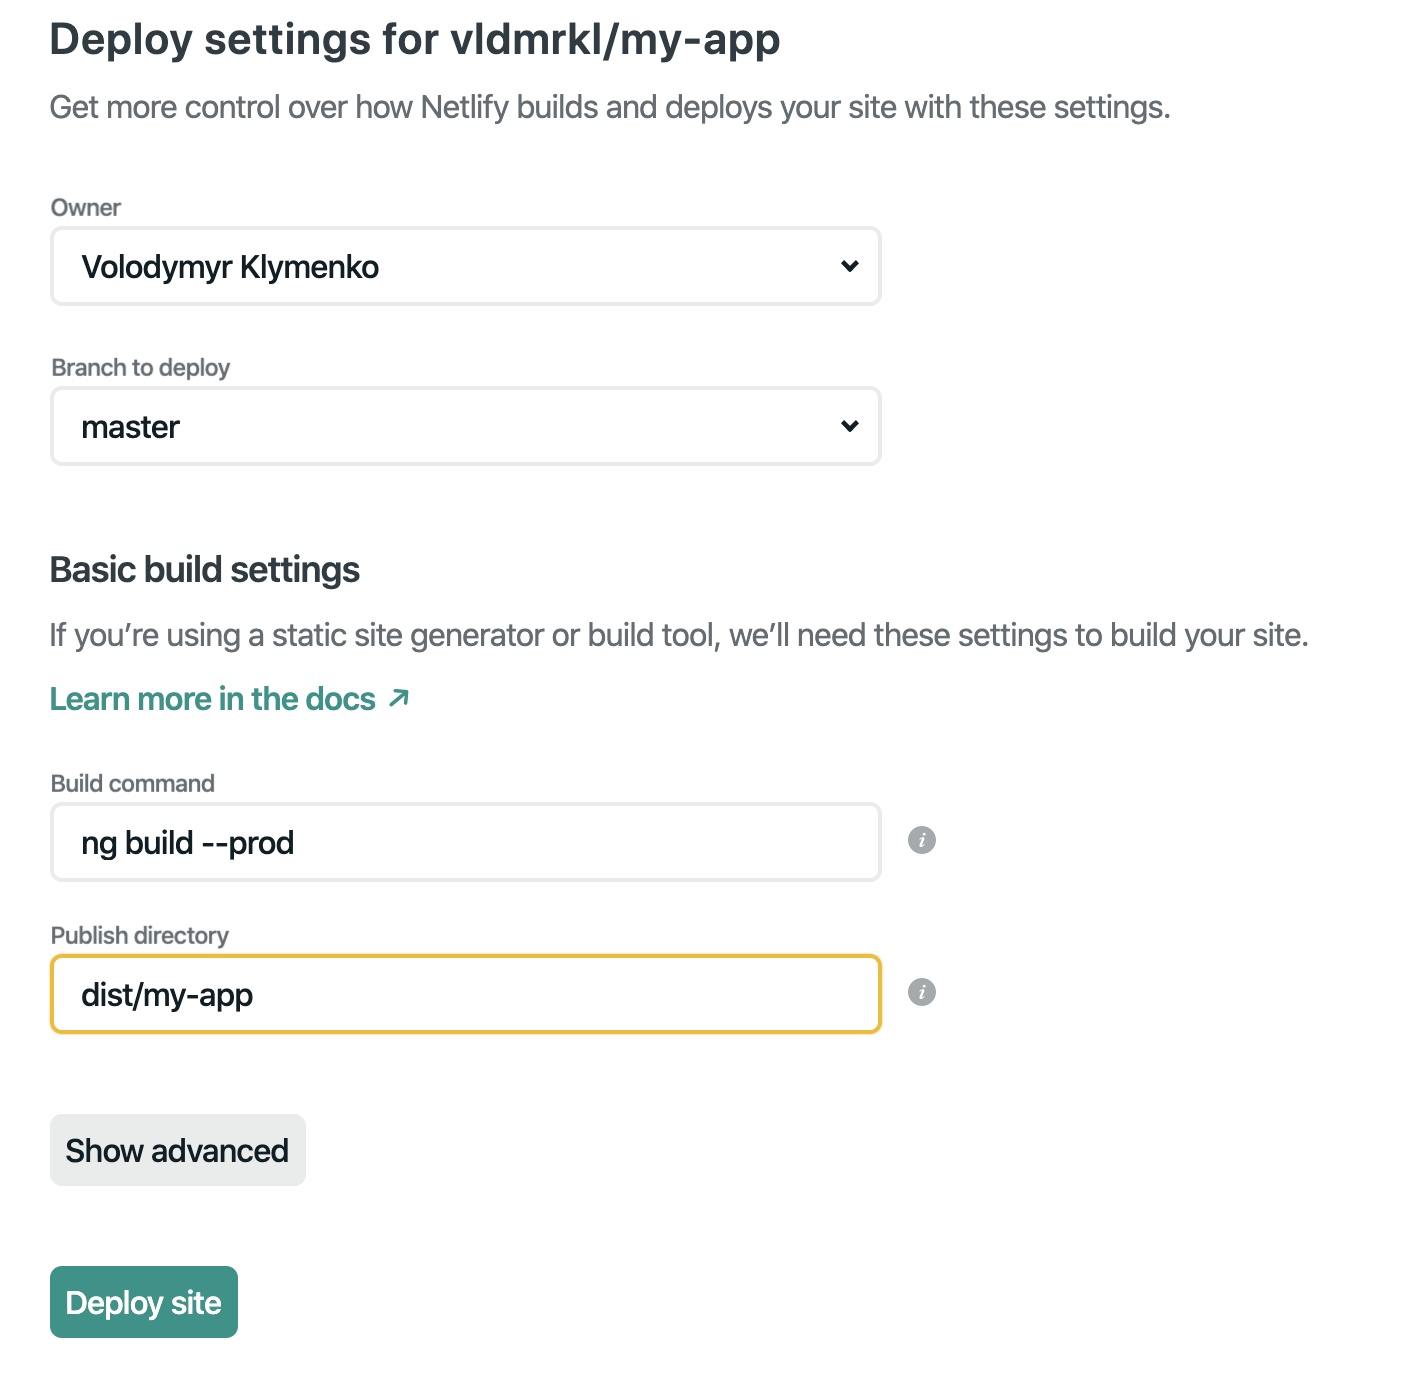 Deploy settings for vldmrkl/my-app
Get more control over how Netlify builds and deploys your site with these settings.
Owner
Volodymyr Klymenko
Branch to deploy
master
Basic build settings
If you’re using a static site generator or build tool, we’ll need these settings to build your site.
Learn more in the docs ↗
Build command
ng build --prod
i
Publish directory
dist/my-app
i
Show advanced
Deploy site